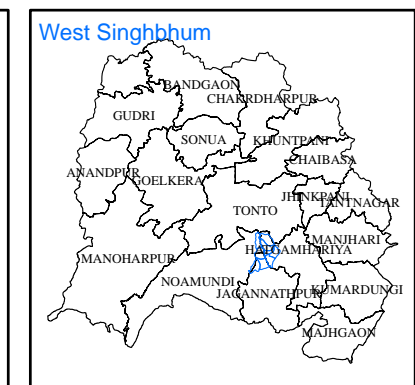 West Singhbhum
BANDGAON
CHAKRDHARPUR
GUDRI
SONUA
KHUNTPANI
CHAIBASA
ANANDPUR
GOELKERA
JHINKPANI
TANTNAGAR
TONTO
MANJHARI
HATGAMHARIYA
MANOHARPUR
NOAMUNDI
JAGANNATHPUR
KUMARDUNGI
MAJHGAON